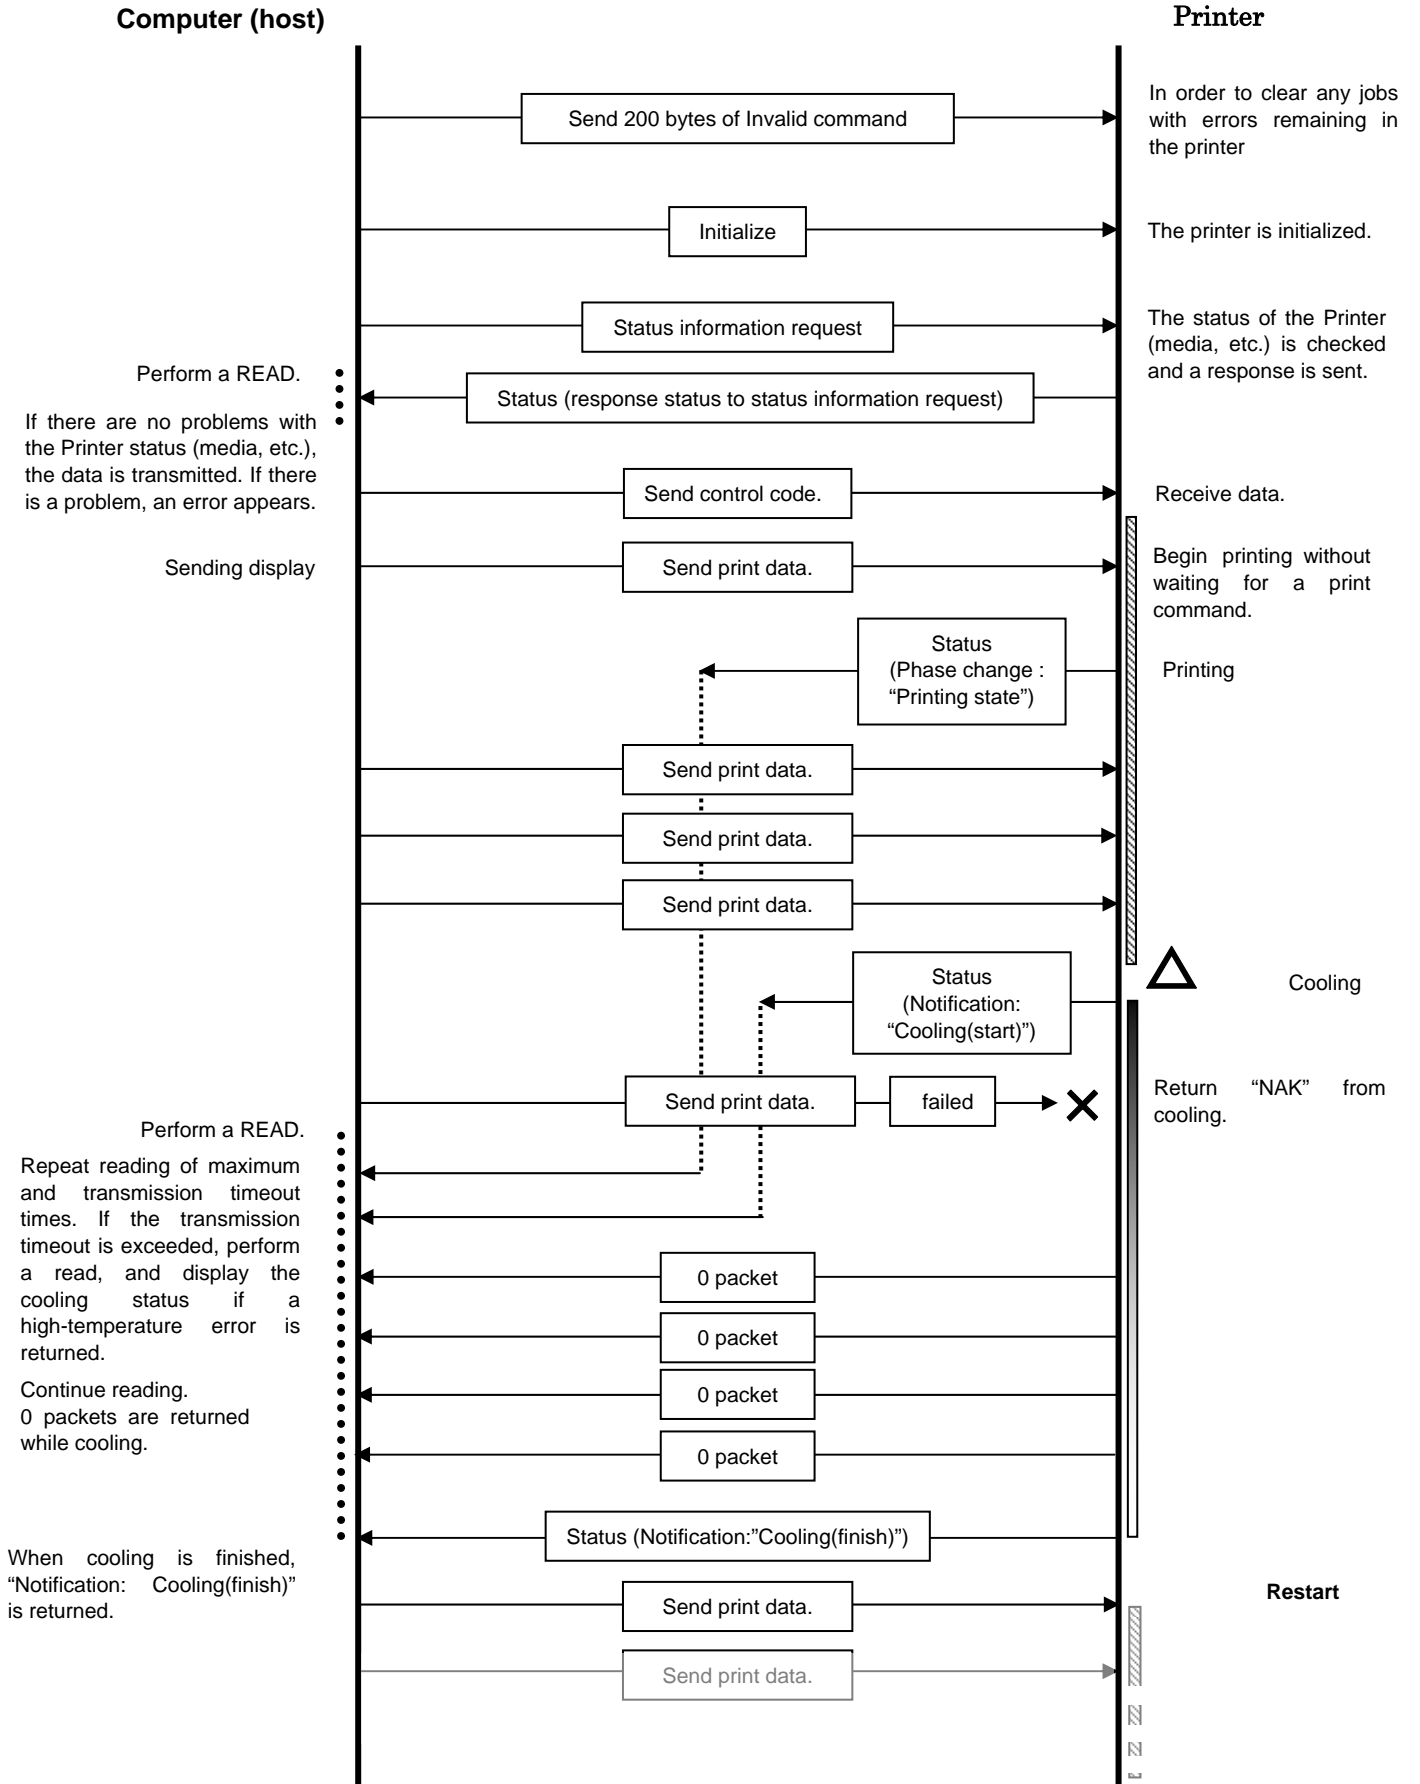 Computer (host)
Printer
Send 200 bytes of Invalid command
In order to clear any jobs
with errors remaining in
the printer
Initialize
The printer is initialized.
Status information request
The status of the Printer
(media, etc.) is checked
and a response is sent.
Perform a READ.
Status (response status to status information request)
If there are no problems with
the Printer status (media, etc.),
the data is transmitted. If there
is a problem, an error appears.
Send control code.
Receive data.
Sending display
Send print data.
Begin printing without
waiting for a print
command.
Status
(Phase change :
“Printing state”)
Printing
Send print data.
Send print data.
Send print data.
Status
(Notification:
“Cooling(start)”)
Cooling
Send print data.
failed
Return “NAK” from
cooling.
Perform a READ.
Repeat reading of maximum
and transmission timeout
times. If the transmission
timeout is exceeded, perform
a read, and display the
cooling status if a
high-temperature error is
returned.
0 packet
0 packet
Continue reading.
0 packets are returned
while cooling.
0 packet
0 packet
Status (Notification:”Cooling(finish)”)
When cooling is finished,
“Notification: Cooling(finish)”
is returned.
Send print data.
Restart
Send print data.